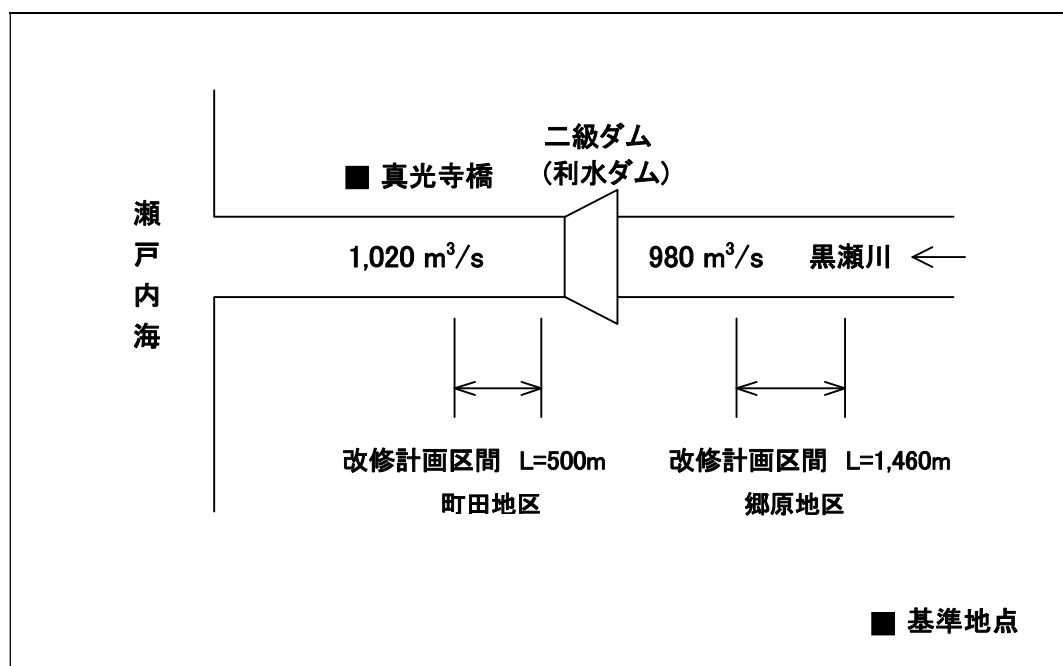 二級ダム
(利水ダム)
■ 真光寺橋
瀬戸内海
1,020 m³/s
980 m³/s
黒瀬川
改修計画区間 L=500m
町田地区
改修計画区間 L=1,460m
郷原地区
■ 基準地点